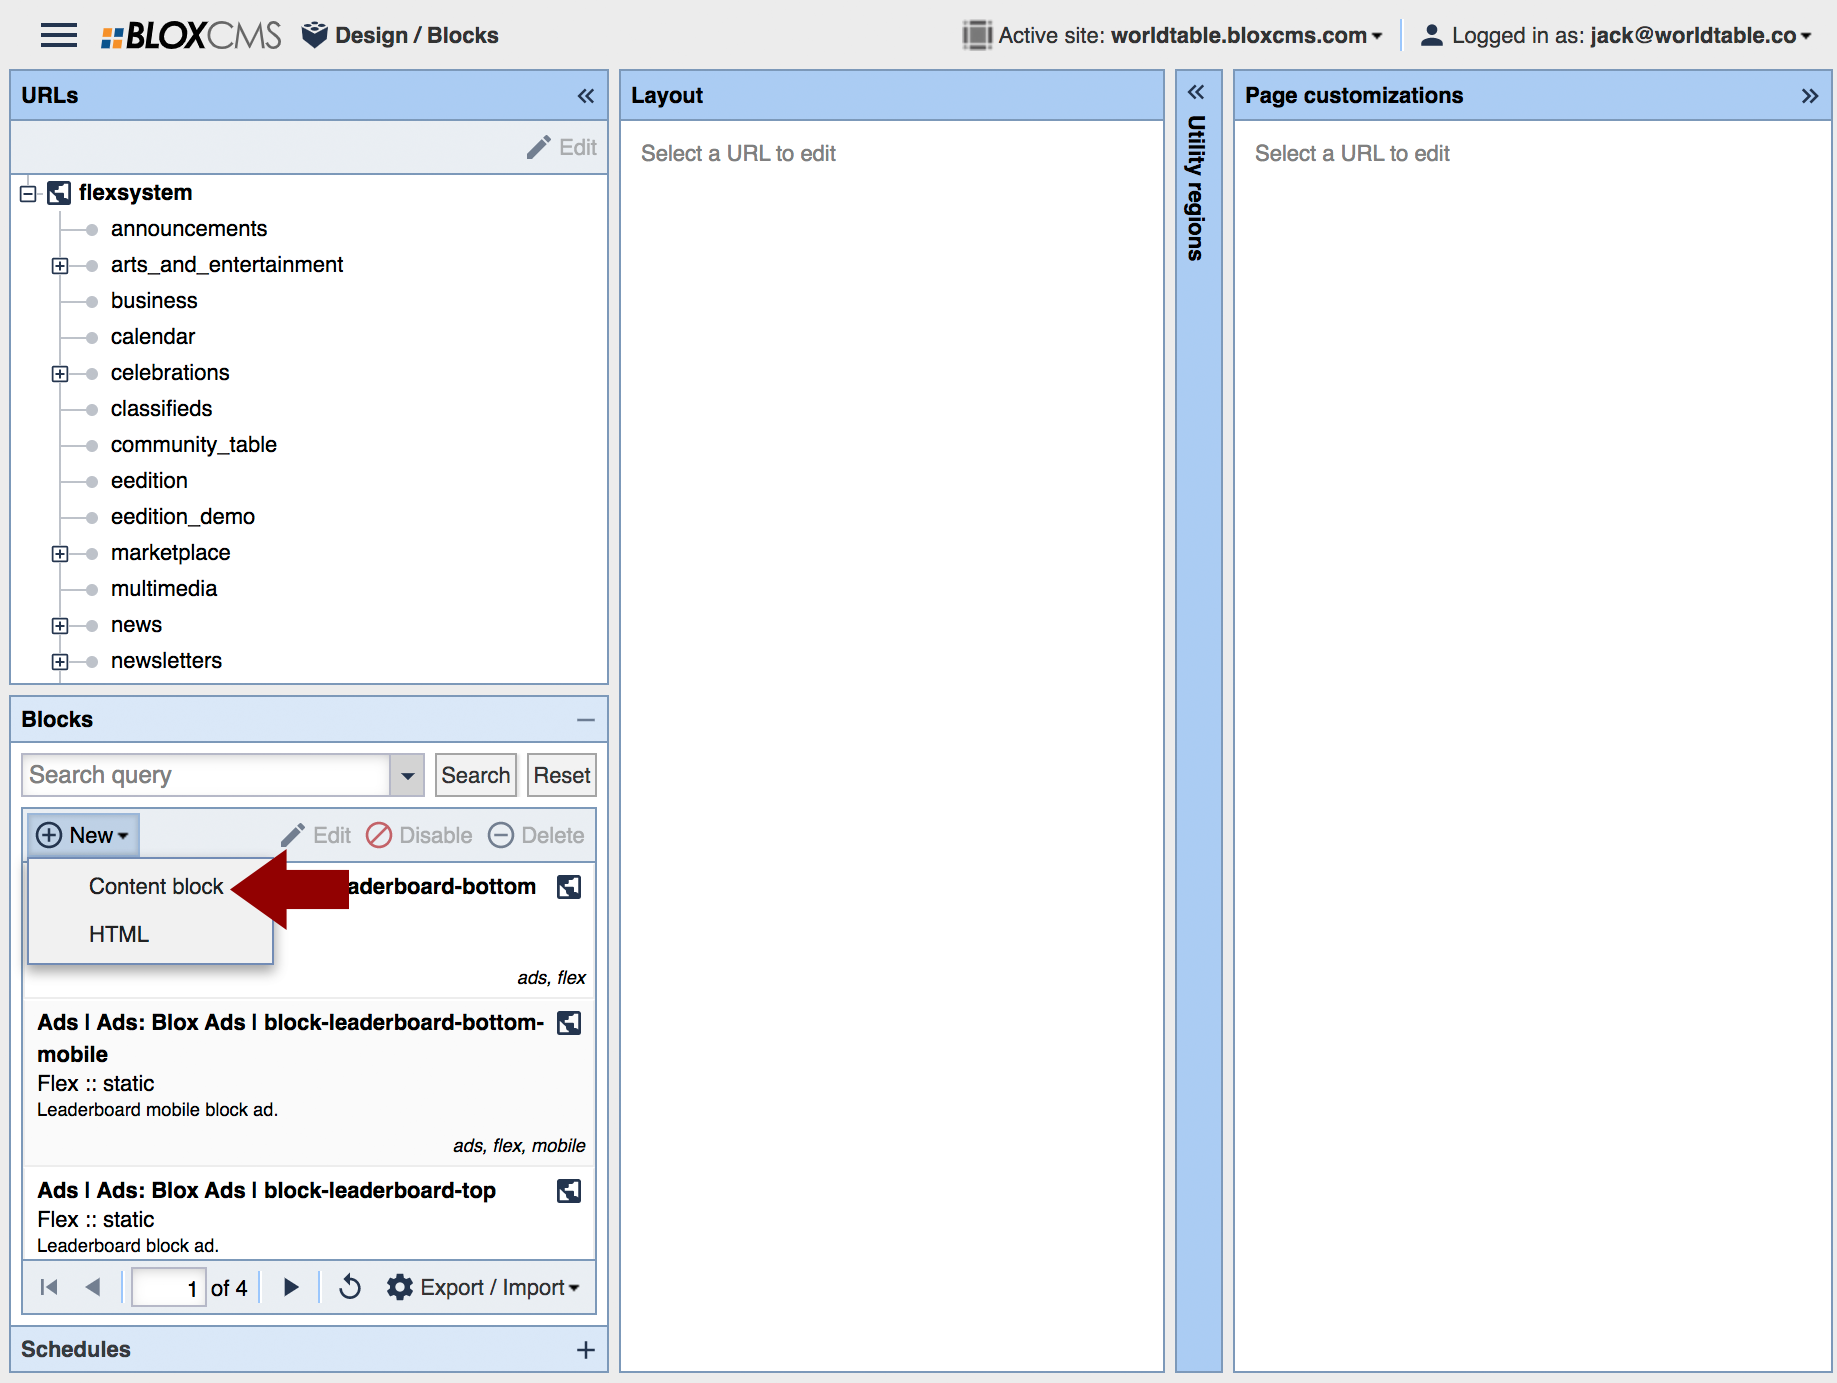 BLOXCMS Design / Blocks Active site: worldtable.bloxcms.com Logged in as: jack@worldtable.co
URLs
Edit
flexsystem
announcements
arts_and_entertainment
business
calendar
celebrations
classifieds
community_table
eedition
eedition_demo
marketplace
multimedia
news
newsletters
Blocks
Search query Search Reset
New Edit Disable Delete
Content block
HTML
aderboard-bottom
ads, flex
Ads | Ads: Blox Ads | block-leaderboard-bottom-
mobile
Flex :: static
Leaderboard mobile block ad.
ads, flex, mobile
Ads | Ads: Blox Ads | block-leaderboard-top
Flex :: static
Leaderboard block ad.
1 of 4 Export / Import
Schedules
Layout
Select a URL to edit
Utility regions
Page customizations
Select a URL to edit